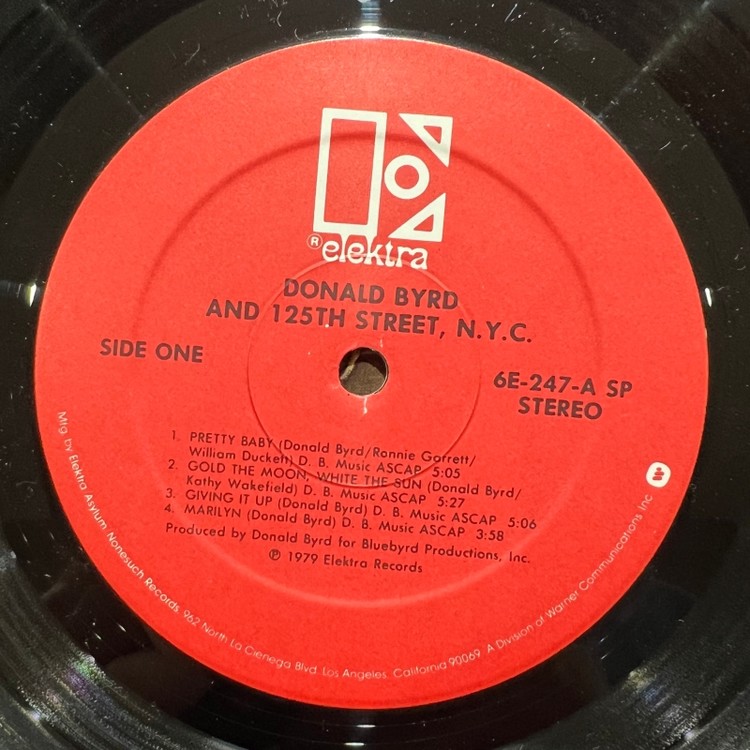 ® elektra
DONALD BYRD
AND 125TH STREET, N.Y.C.
SIDE ONE
6E-247-A SP
STEREO
1. PRETTY BABY (Donald Byrd/Ronnie Garrett/
William Duckett) D. B. Music ASCAP 5:05
2. GOLD THE MOON, WHITE THE SUN (Donald Byrd/
Kathy Wakefield) D. B. Music ASCAP 5:27
3. GIVING IT UP (Donald Byrd) D. B. Music ASCAP 5:06
4. MARILYN (Donald Byrd) D. B. Music ASCAP 3:58
Produced by Donald Byrd for Bluebyrd Productions, Inc.
℗ 1979 Elektra Records
Mfg. by Elektra/Asylum/Nonesuch Records, 962 North La Cienega Blvd. Los Angeles, California 90069. A Division of Warner Communications Inc.